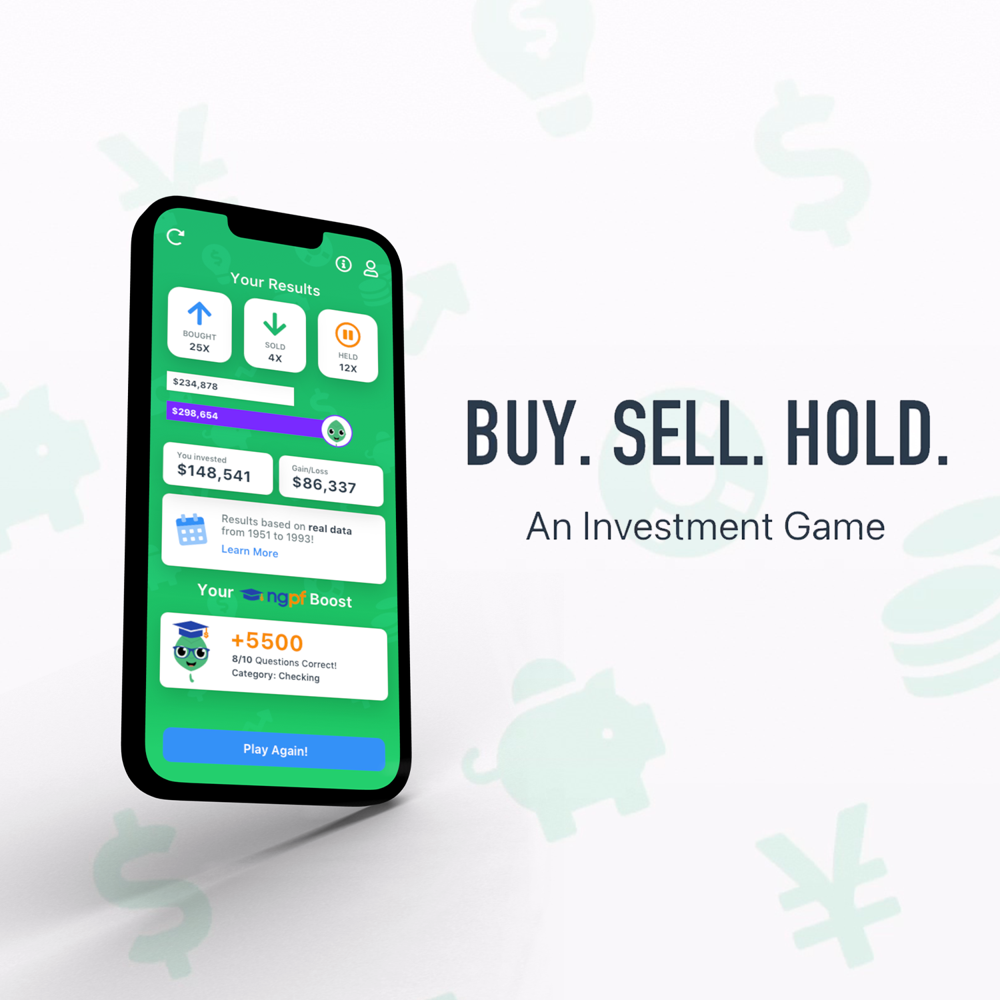 Your Results
BOUGHT
25X
SOLD
4X
HELD
12X
$234,878
$298,654
You invested
$148,541
Gain/Loss
$86,337
Results based on real data
from 1951 to 1993!
Learn More
Your ngpf Boost
+5500
8/10 Questions Correct!
Category: Checking
Play Again!
BUY. SELL. HOLD.
An Investment Game